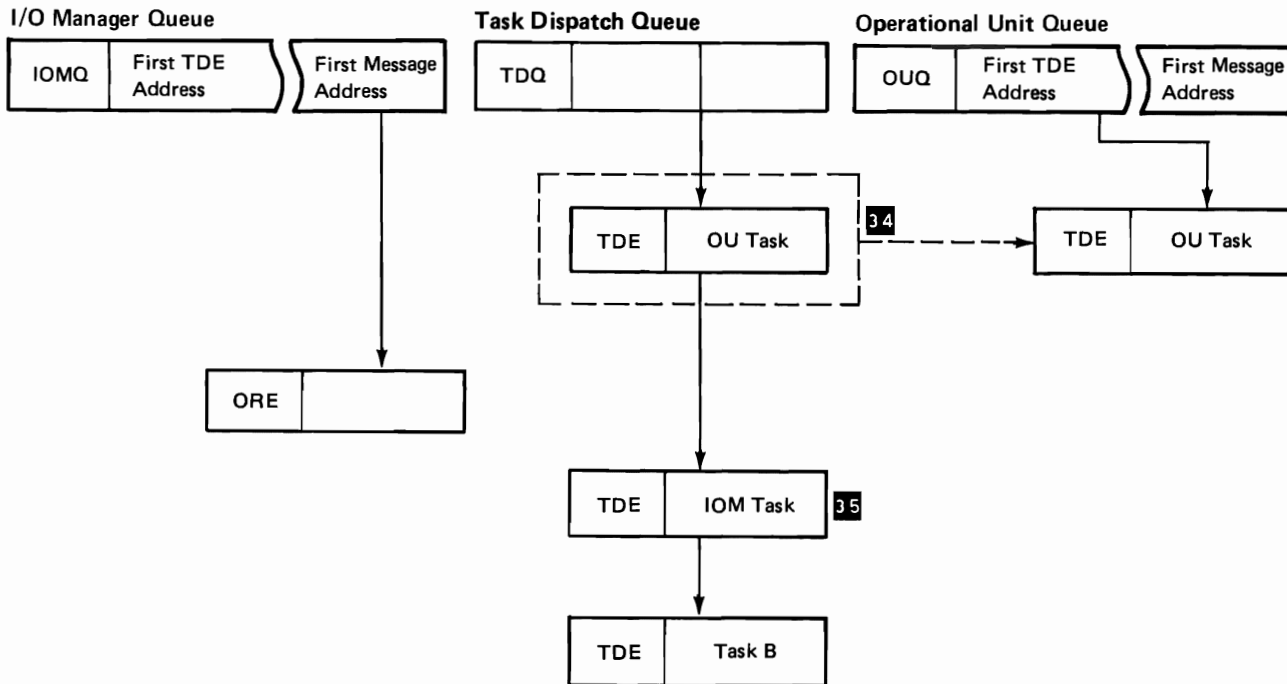 I/O Manager Queue
IOMQ
First TDE
Address
First Message
Address
Task Dispatch Queue
TDQ
Operational Unit Queue
OUQ
First TDE
Address
First Message
Address
TDE
OU Task
34
TDE
OU Task
ORE
TDE
IOM Task
35
TDE
Task B